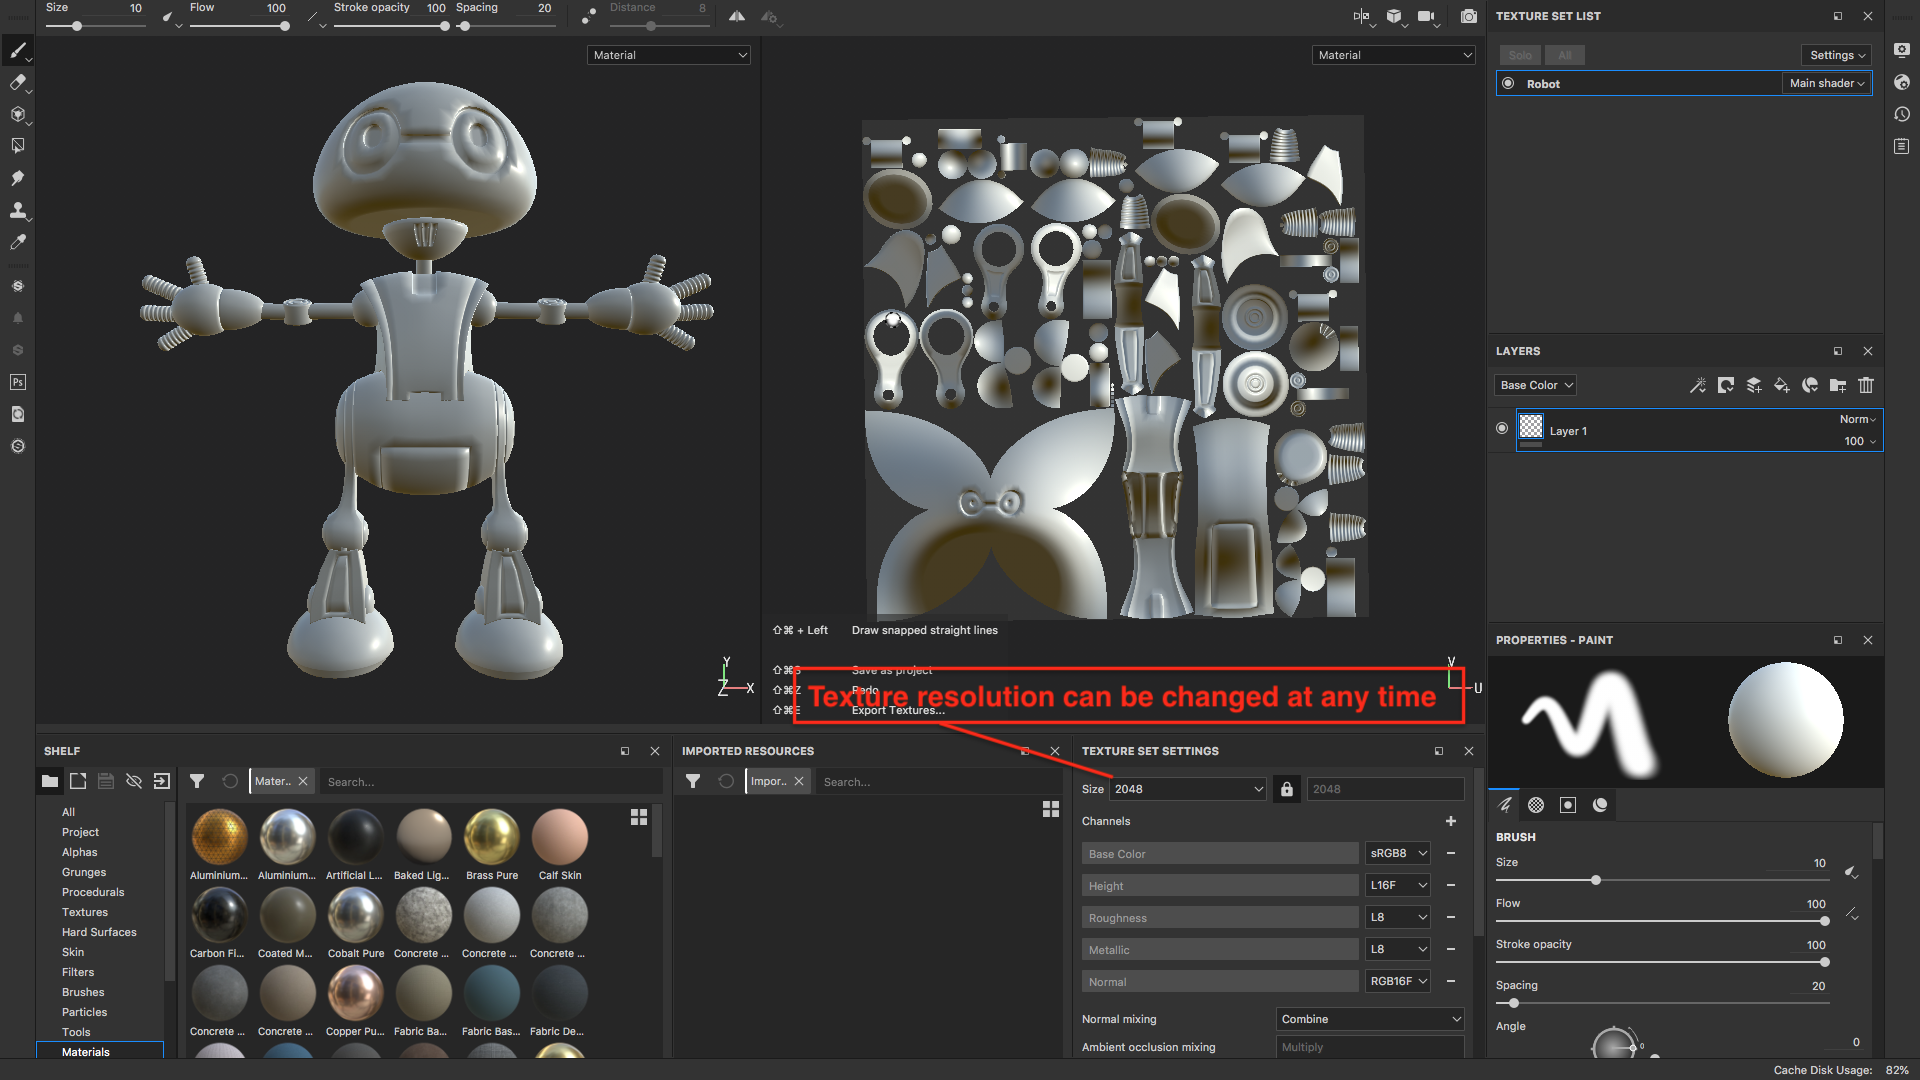 Size 10 Flow 100 Stroke opacity 100 Spacing 20 Distance 8
Material
Material
⇧⌘ + Left Draw snapped straight lines
⇧⌘S Save as project
⇧⌘Z Redo
⇧⌘E Export Textures...
Texture resolution can be changed at any time
Y
Z X
V
U
Ps
TEXTURE SET LIST
Solo All Settings
Robot Main shader
LAYERS
Base Color
Norm
Layer 1
100
PROPERTIES - PAINT
BRUSH
Size 10
Flow 100
Stroke opacity 100
Spacing 20
Angle
0
0
SHELF
Mater.. Search...
All
Project
Alphas
Grunges
Procedurals
Textures
Hard Surfaces
Skin
Filters
Brushes
Particles
Tools
Materials
Aluminium... Aluminium... Artificial L... Baked Lig... Brass Pure Calf Skin
Carbon Fi... Coated M... Cobalt Pure Concrete ... Concrete ... Concrete ...
Concrete ... Concrete ... Copper Pu... Fabric Ba... Fabric Bas... Fabric De...
IMPORTED RESOURCES
Impor.. Search...
TEXTURE SET SETTINGS
Size 2048 2048
Channels
Base Color sRGB8
Height L16F
Roughness L8
Metallic L8
Normal RGB16F
Normal mixing Combine
Ambient occlusion mixing Multiply
Cache Disk Usage: 82%